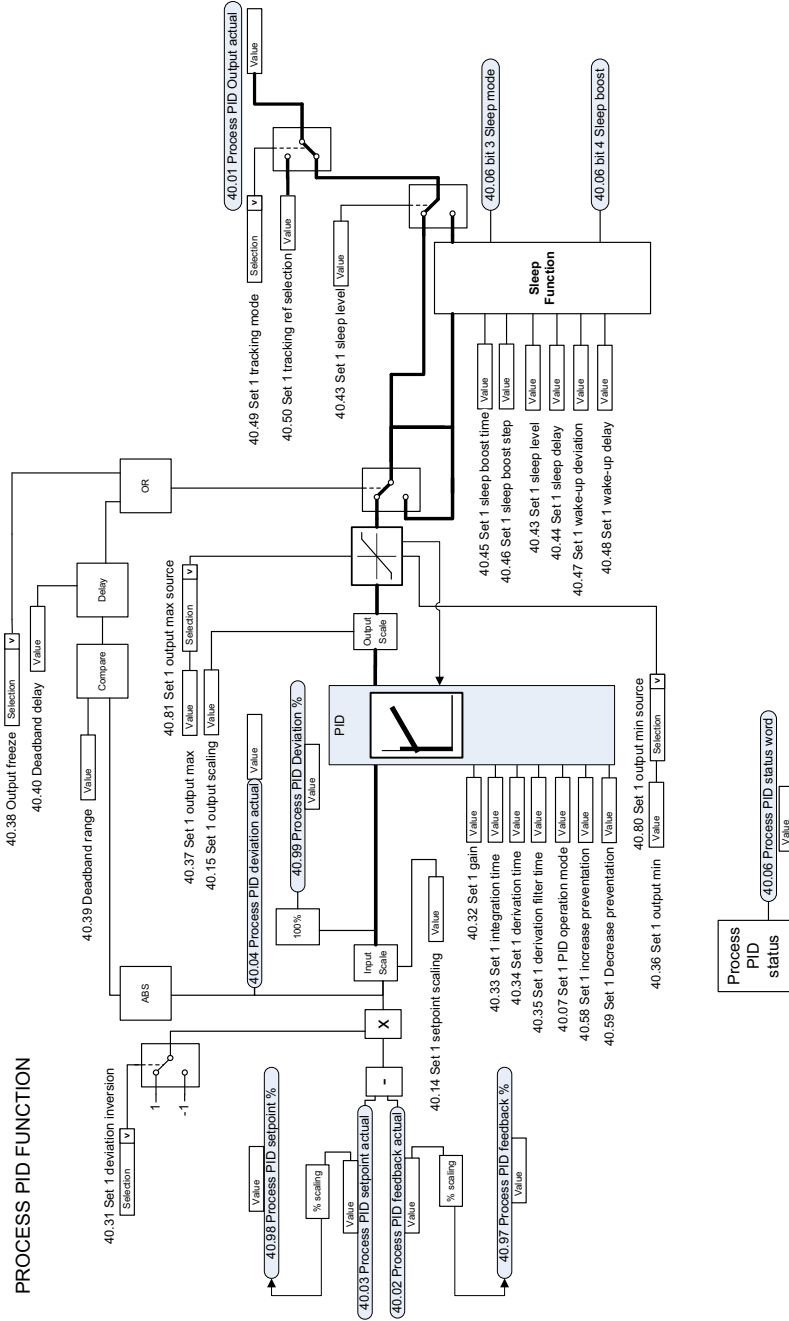 PROCESS PID FUNCTION
40.31 Set 1 deviation inversion
Selection
v
1
-1
Value
40.98 Process PID setpoint %
% scaling
Value
40.03 Process PID setpoint actual
40.02 Process PID feedback actual
Value
% scaling
40.97 Process PID feedback %
Value
-
X
ABS
40.04 Process PID deviation actual
Value
Input
Scale
40.14 Set 1 setpoint scaling
Value
100%
40.99 Process PID Deviation %
Value
40.38 Output freeze
Selection
v
40.40 Deadband delay
Value
40.39 Deadband range
Value
Compare
Delay
OR
40.81 Set 1 output max source
40.37 Set 1 output max
Value
Selection
v
40.15 Set 1 output scaling
Value
PID
Output
Scale
40.32 Set 1 gain
Value
40.33 Set 1 integration time
Value
40.34 Set 1 derivation time
Value
40.35 Set 1 derivation filter time
Value
40.07 Set 1 PID operation mode
Value
40.58 Set 1 increase preventation
Value
40.59 Set 1 Decrease preventation
Value
40.80 Set 1 output min source
40.36 Set 1 output min
Value
Selection
v
40.49 Set 1 tracking mode
Selection
v
40.50 Set 1 tracking ref selection
Value
40.43 Set 1 sleep level
Value
40.01 Process PID Output actual
Value
40.45 Set 1 sleep boost time
Value
40.46 Set 1 sleep boost step
Value
40.43 Set 1 sleep level
Value
40.44 Set 1 sleep delay
Value
40.47 Set 1 wake-up deviation
Value
40.48 Set 1 wake-up delay
Value
Sleep
Function
40.06 bit 3 Sleep mode
40.06 bit 4 Sleep boost
Process
PID
status
40.06 Process PID status word
Value